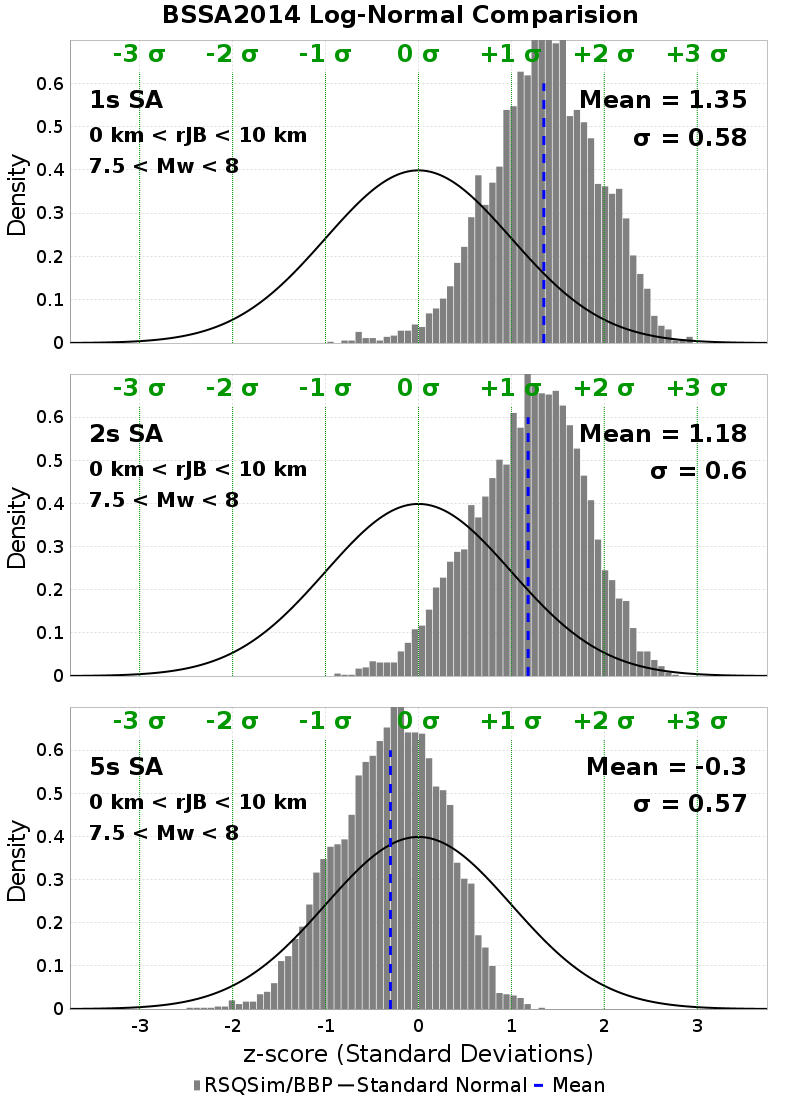 BSSA2014 Log-Normal Comparision
-3 σ -2 σ -1 σ 0 σ +1 σ +2 σ +3 σ
1s SA
Mean = 1.35
0 km < rJB < 10 km
σ = 0.58
7.5 < Mw < 8
Density
0.6
0.5
0.4
0.3
0.2
0.1
0
-3 σ -2 σ -1 σ 0 σ +1 σ +2 σ +3 σ
2s SA
Mean = 1.18
0 km < rJB < 10 km
σ = 0.6
7.5 < Mw < 8
Density
0.6
0.5
0.4
0.3
0.2
0.1
0
-3 σ -2 σ -1 σ 0 σ +1 σ +2 σ +3 σ
5s SA
Mean = -0.3
0 km < rJB < 10 km
σ = 0.57
7.5 < Mw < 8
Density
0.6
0.5
0.4
0.3
0.2
0.1
0
-3 -2 -1 0 1 2 3
z-score (Standard Deviations)
RSQSim/BBP Standard Normal Mean